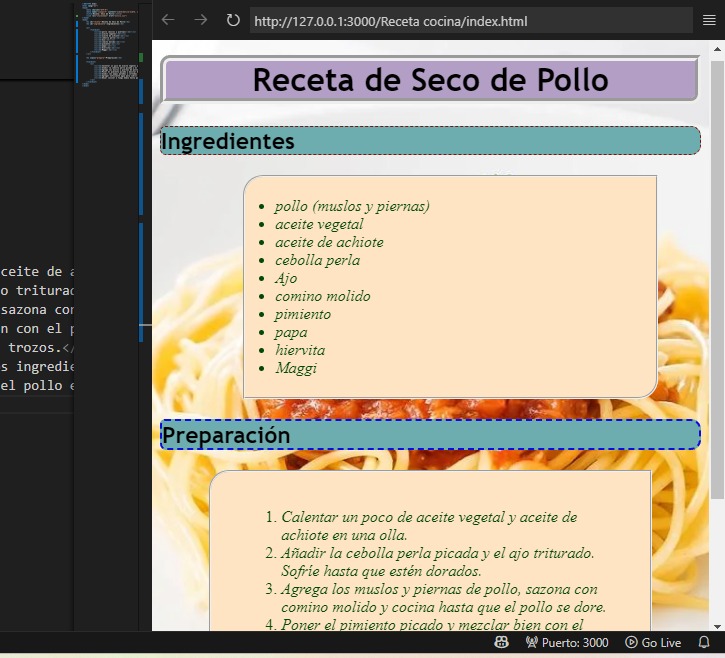 http://127.0.0.1:3000/Receta cocina/index.html
Receta de Seco de Pollo
Ingredientes
pollo (muslos y piernas)
aceite vegetal
aceite de achiote
cebolla perla
Ajo
comino molido
pimiento
papa
hiervita
Maggi
ceite de a
o triturad
sazona con
n con el p
trozos.</
s ingredie
el pollo e
Preparación
1. Calentar un poco de aceite vegetal y aceite de
achiote en una olla.
2. Añadir la cebolla perla picada y el ajo triturado.
Sofríe hasta que estén dorados.
3. Agrega los muslos y piernas de pollo, sazona con
comino molido y cocina hasta que el pollo se dore.
4. Poner el pimiento picado y mezclar bien con el
Puerto: 3000
Go Live